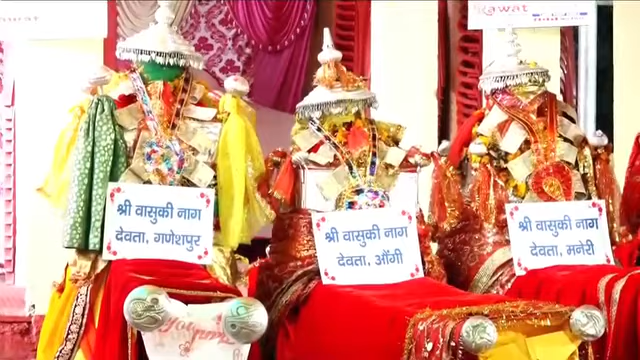 Rawat
श्री वासुकी नाग
देवता, गणेशपुर
श्री वासुकी नाग
देवता, औंगी
श्री वासुकी नाग
देवता, मनेरी